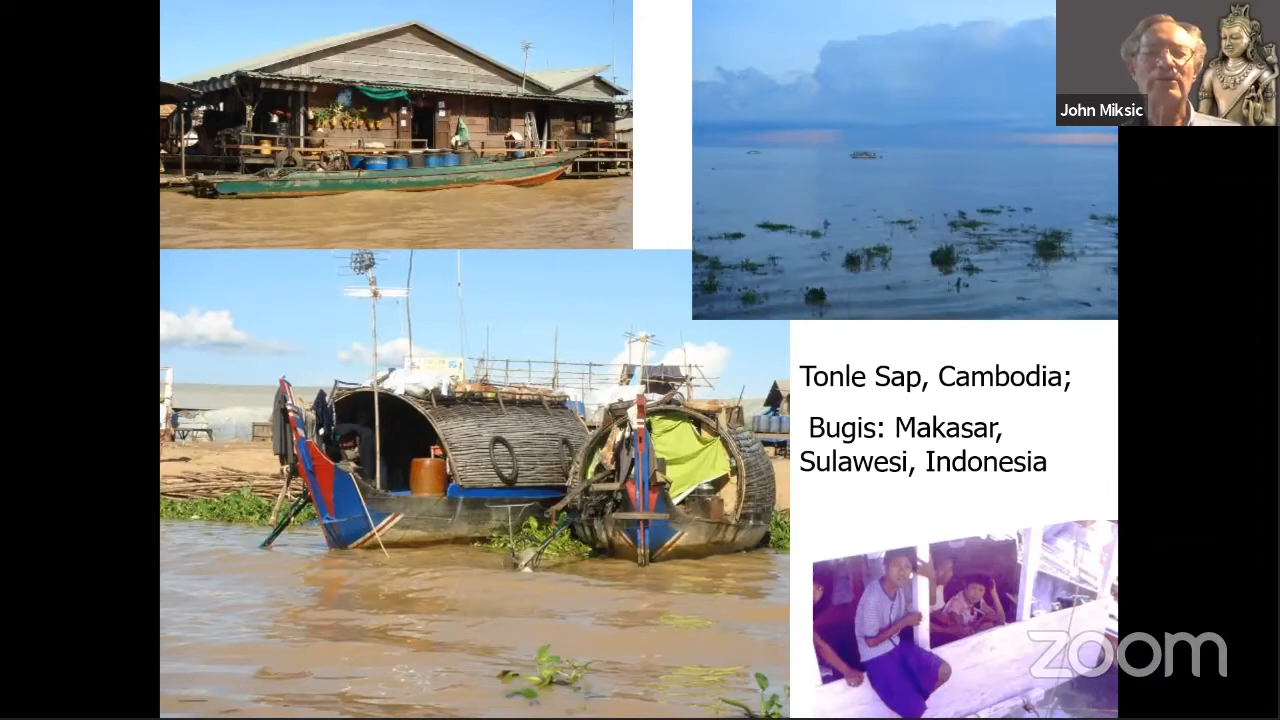 John Miksic
Tonle Sap, Cambodia;
Bugis: Makasar,
Sulawesi, Indonesia
zoom